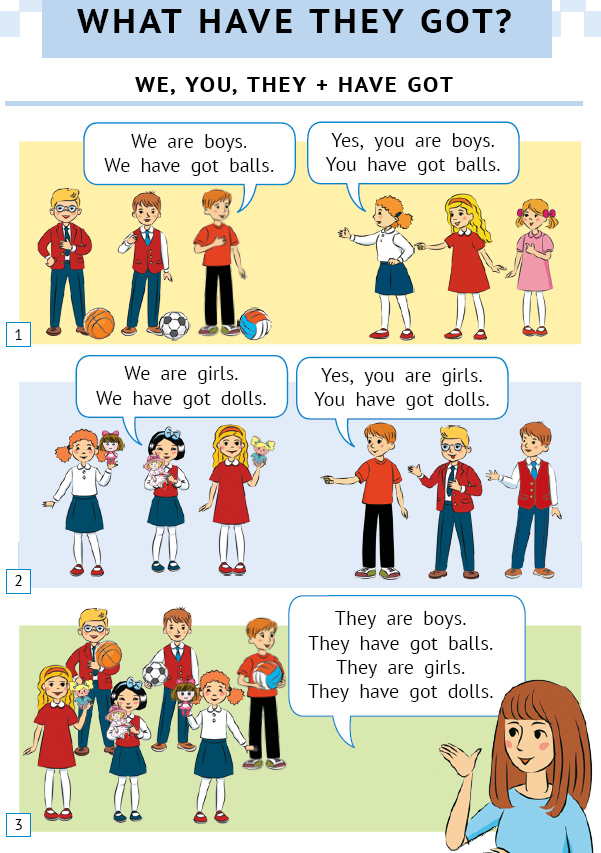 WHAT HAVE THEY GOT?
WE, YOU, THEY + HAVE GOT
We are boys.
We have got balls.
Yes, you are boys.
You have got balls.
1
We are girls.
We have got dolls.
Yes, you are girls.
You have got dolls.
2
They are boys.
They have got balls.
They are girls.
They have got dolls.
3